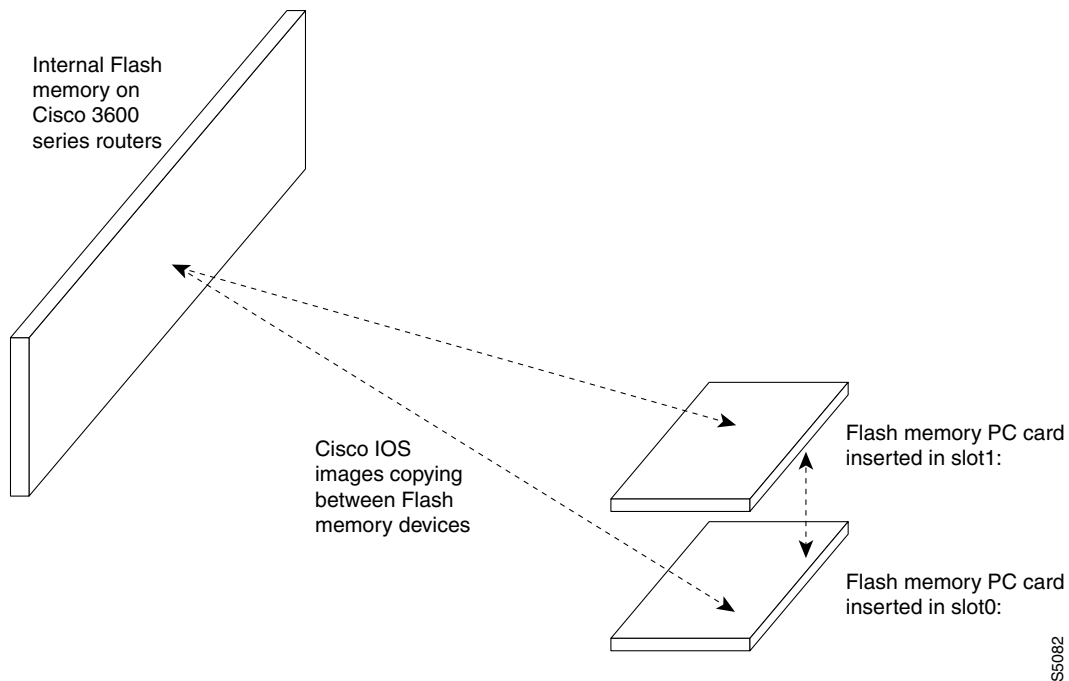 Internal Flash
memory on
Cisco 3600
series routers
Cisco IOS
images copying
between Flash
memory devices
Flash memory PC card
inserted in slot1:
Flash memory PC card
inserted in slot0:
S5082